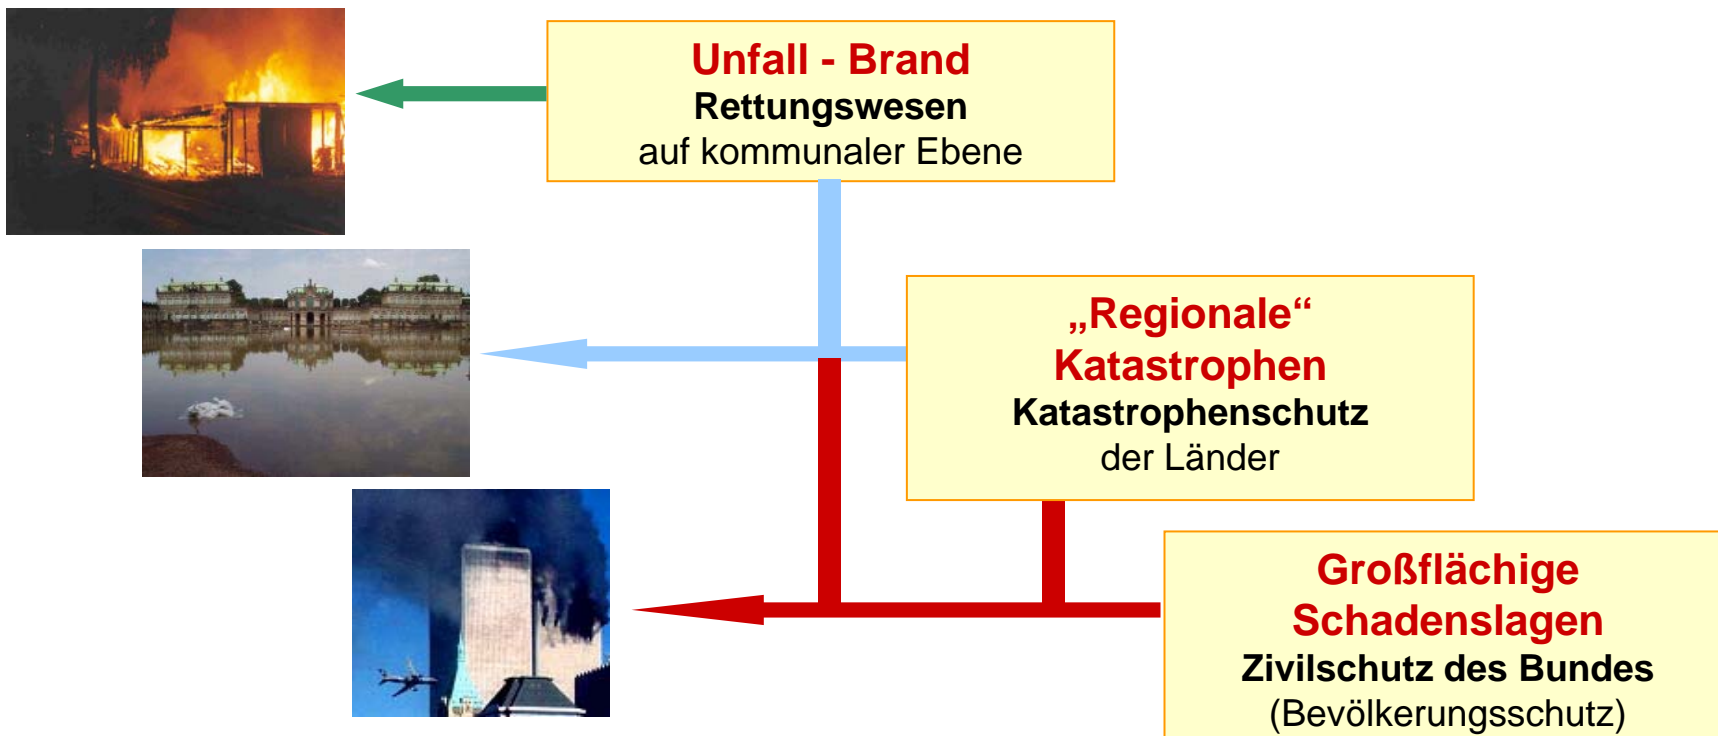 Unfall - Brand
Rettungswesen
auf kommunaler Ebene
„Regionale“
Katastrophen
Katastrophenschutz
der Länder
Großflächige
Schadenslagen
Zivilschutz des Bundes
(Bevölkerungsschutz)